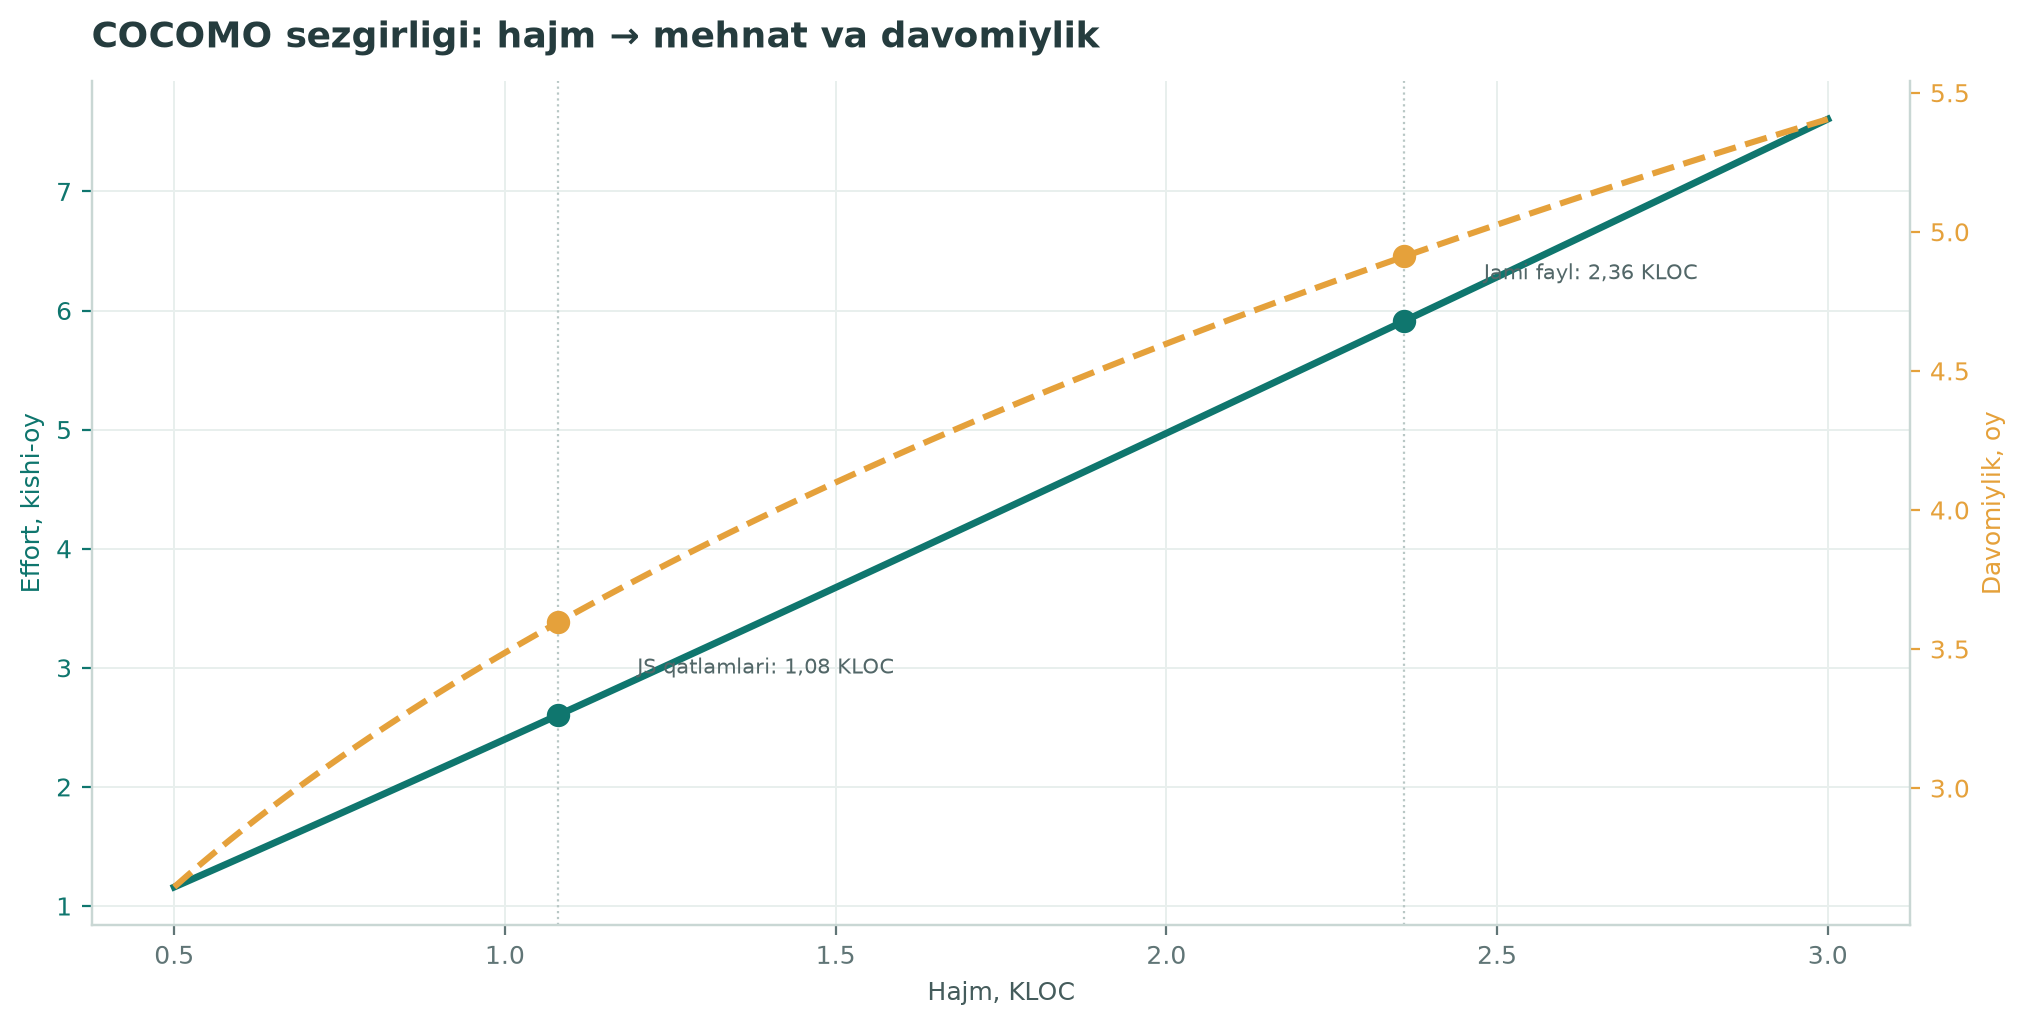 COCOMO sezgirligi: hajm → mehnat va davomiylik
5.5
7
5.0
Jami fayl: 2,36 KLOC
6
4.5
5
Effort, kishi-oy
Davomiylik, oy
4.0
4
3.5
JS qatlamlari: 1,08 KLOC
3
3.0
2
1
0.5 1.0 1.5 2.0 2.5 3.0
Hajm, KLOC